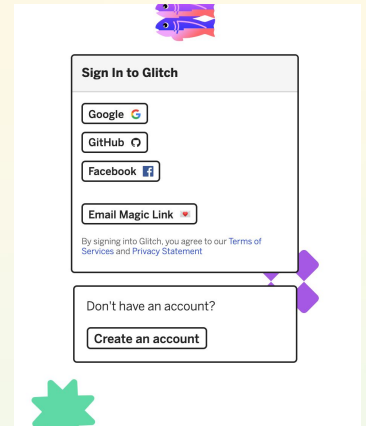 Sign In to Glitch
Google
GitHub
Facebook
Email Magic Link
By signing into Glitch, you agree to our Terms of
Services and Privacy Statement
Don't have an account?
Create an account